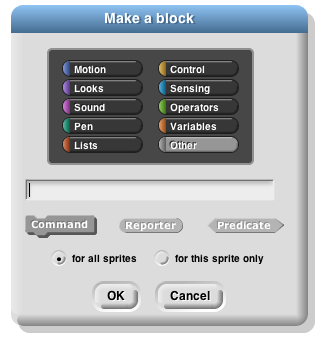 Make a block
Motion Control
Looks Sensing
Sound Operators
Pen Variables
Lists Other
Command Reporter Predicate
for all sprites for this sprite only
OK Cancel